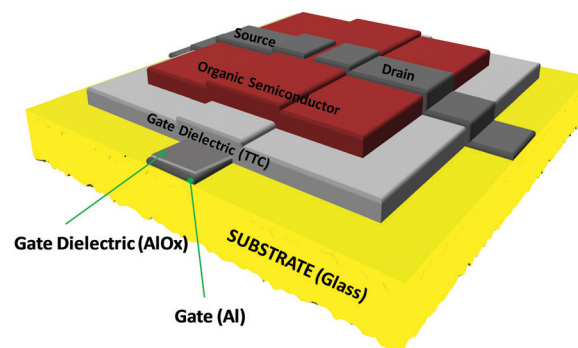 Source
Drain
Organic Semiconductor
Gate Dielectric (TTC)
Gate Dielectric (AlOx)
SUBSTRATE (Glass)
Gate (Al)